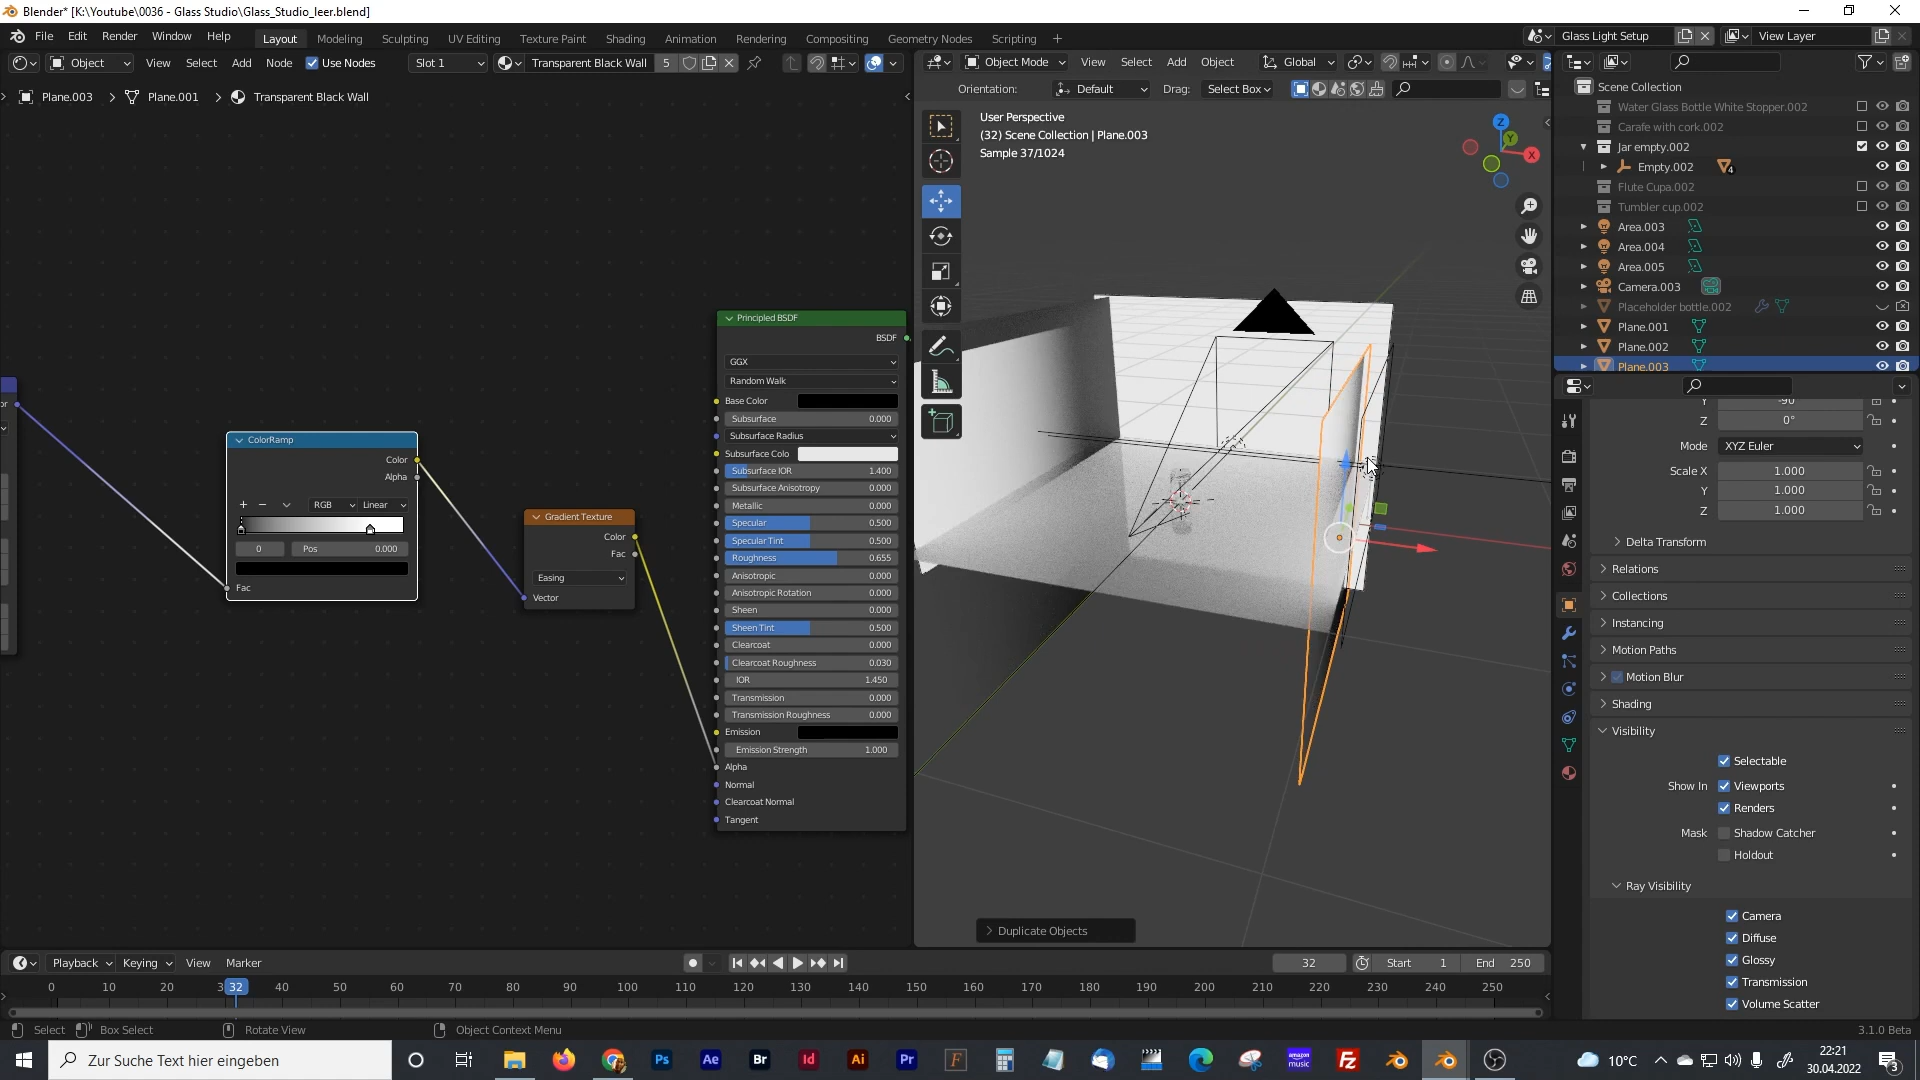 Blender* [K:\Youtube\0036 - Glass Studio\Glass_Studio_leer.blend]
File Edit Render Window Help
Layout Modeling Sculpting UV Editing Texture Paint Shading Animation Rendering Compositing Geometry Nodes Scripting +
Glass Light Setup
View Layer
Object View Select Add Node Use Nodes Slot 1 Transparent Black Wall 5
Plane.003 > Plane.001 > Transparent Black Wall
ColorRamp
Color
Alpha
RGB Linear
0 Pos 0.000
Fac
Gradient Texture
Color
Fac
Easing
Vector
Principled BSDF
BSDF
GGX
Random Walk
Base Color
Subsurface 0.000
Subsurface Radius
Subsurface Colo
Subsurface IOR 1.400
Subsurface Anisotropy 0.000
Metallic 0.000
Specular 0.500
Specular Tint 0.500
Roughness 0.655
Anisotropic 0.000
Anisotropic Rotation 0.000
Sheen 0.000
Sheen Tint 0.500
Clearcoat 0.000
Clearcoat Roughness 0.030
IOR 1.450
Transmission 0.000
Transmission Roughness 0.000
Emission
Emission Strength 1.000
Alpha
Normal
Clearcoat Normal
Tangent
Object Mode View Select Add Object Global
Orientation: Default Drag: Select Box
User Perspective
(32) Scene Collection | Plane.003
Sample 37/1024
Z
Y
X
Duplicate Objects
Scene Collection
Water Glass Bottle White Stopper.002
Carafe with cork.002
Jar empty.002
Empty.002 4
Flute Cupa.002
Tumbler cup.002
Area.003
Area.004
Area.005
Camera.003
Placeholder bottle.002
Plane.001
Plane.002
Plane.003
Y -90
Z 0°
Mode XYZ Euler
Scale X 1.000
Y 1.000
Z 1.000
Delta Transform
Relations
Collections
Instancing
Motion Paths
Motion Blur
Shading
Visibility
Selectable
Show In Viewports
Renders
Mask Shadow Catcher
Holdout
Ray Visibility
Camera
Diffuse
Glossy
Transmission
Volume Scatter
Playback Keying View Marker
32 Start 1 End 250
0 10 20 3 32 40 50 60 70 80 90 100 110 120 130 140 150 160 170 180 190 200 210 220 230 240 250
Select Box Select Rotate View Object Context Menu
3.1.0 Beta
Zur Suche Text hier eingeben
Ps Ae Br Id Ai Pr F amazon music FZ
10°C
22:21
30.04.2022
3